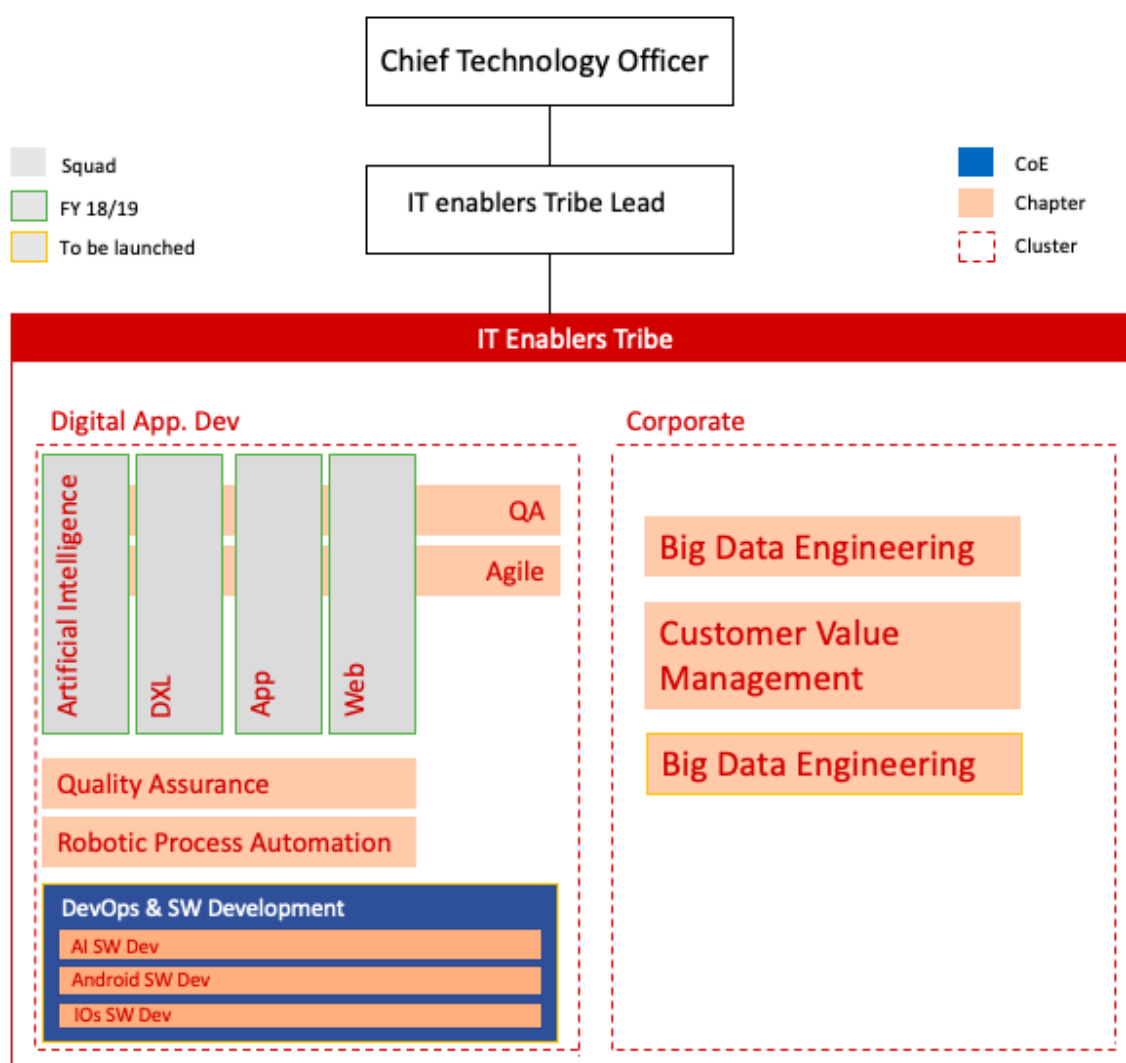 Chief Technology Officer
IT enablers Tribe Lead
Squad
FY 18/19
To be launched
CoE
Chapter
Cluster
IT Enablers Tribe
Digital App. Dev
Artificial Intelligence
DXL
App
Web
QA
Agile
Quality Assurance
Robotic Process Automation
DevOps & SW Development
AI SW Dev
Android SW Dev
IOs SW Dev
Corporate
Big Data Engineering
Customer Value
Management
Big Data Engineering